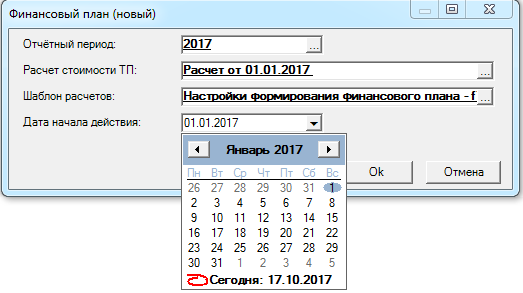 Финансовый план (новый)
Отчётный период: 2017 ...
Расчет стоимости ТП: Расчет от 01.01.2017 ...
Шаблон расчетов: Настройки формирования финансового плана - f ...
Дата начала действия: 01.01.2017
Январь 2017
Пн Вт Ср Чт Пт Сб Вс
26 27 28 29 30 31 1
2 3 4 5 6 7 8
9 10 11 12 13 14 15
16 17 18 19 20 21 22
23 24 25 26 27 28 29
30 31 1 2 3 4 5
Сегодня: 17.10.2017
Ok Отмена